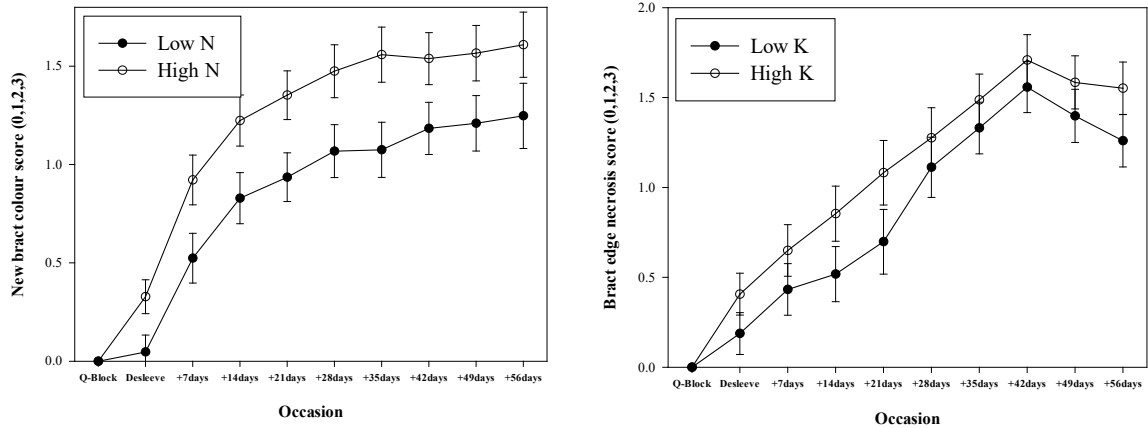 Low N
High N
1.5
1.0
0.5
0.0
New bract colour score (0,1,2,3)
Q-Block Desleeve +7days +14days +21days +28days +35days +42days +49days +56days
Occasion
Low K
High K
2.0
1.5
1.0
0.5
0.0
Bract edge necrosis score (0,1,2,3)
Q-Block Desleeve +7days +14days +21days +28days +35days +42days +49days +56days
Occasion